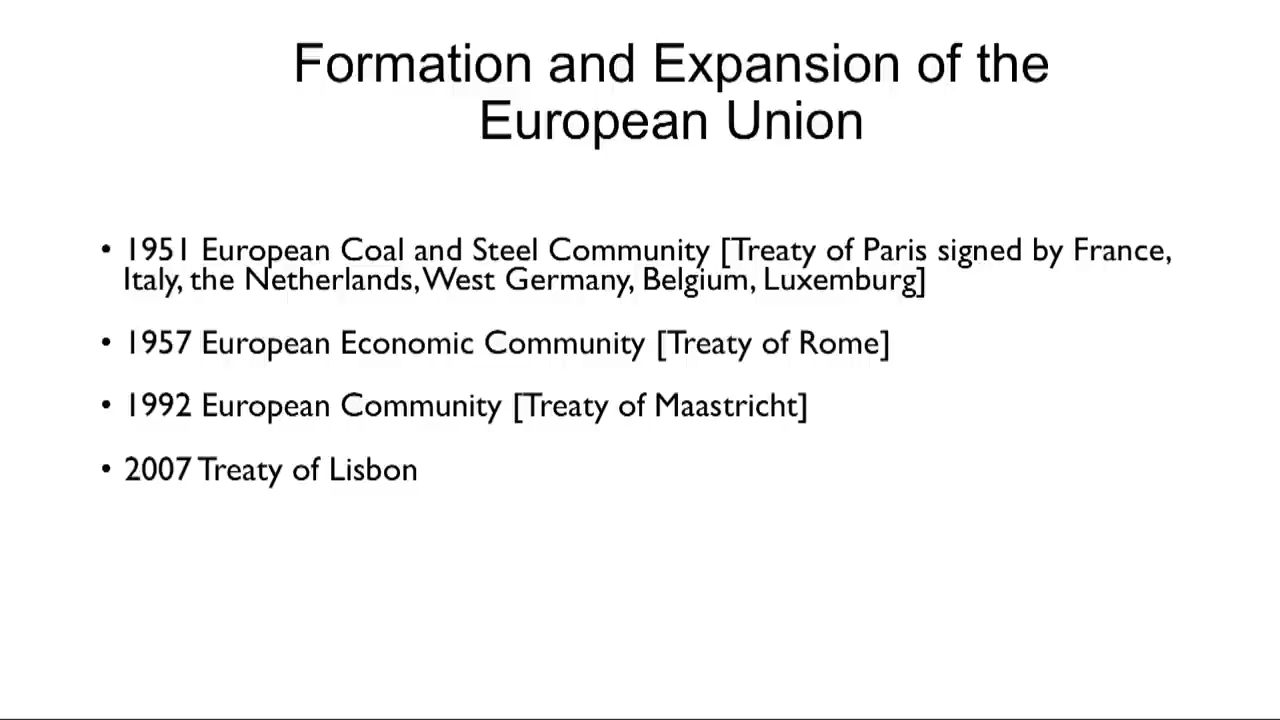 Formation and Expansion of the
European Union
• 1951 European Coal and Steel Community [Treaty of Paris signed by France,
Italy, the Netherlands, West Germany, Belgium, Luxemburg]
• 1957 European Economic Community [Treaty of Rome]
• 1992 European Community [Treaty of Maastricht]
• 2007 Treaty of Lisbon